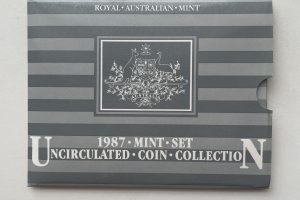 ROYAL·AUSTRALIAN·MINT
1987·MINT·SET
UNCIRCULATED·COIN·COLLECTION